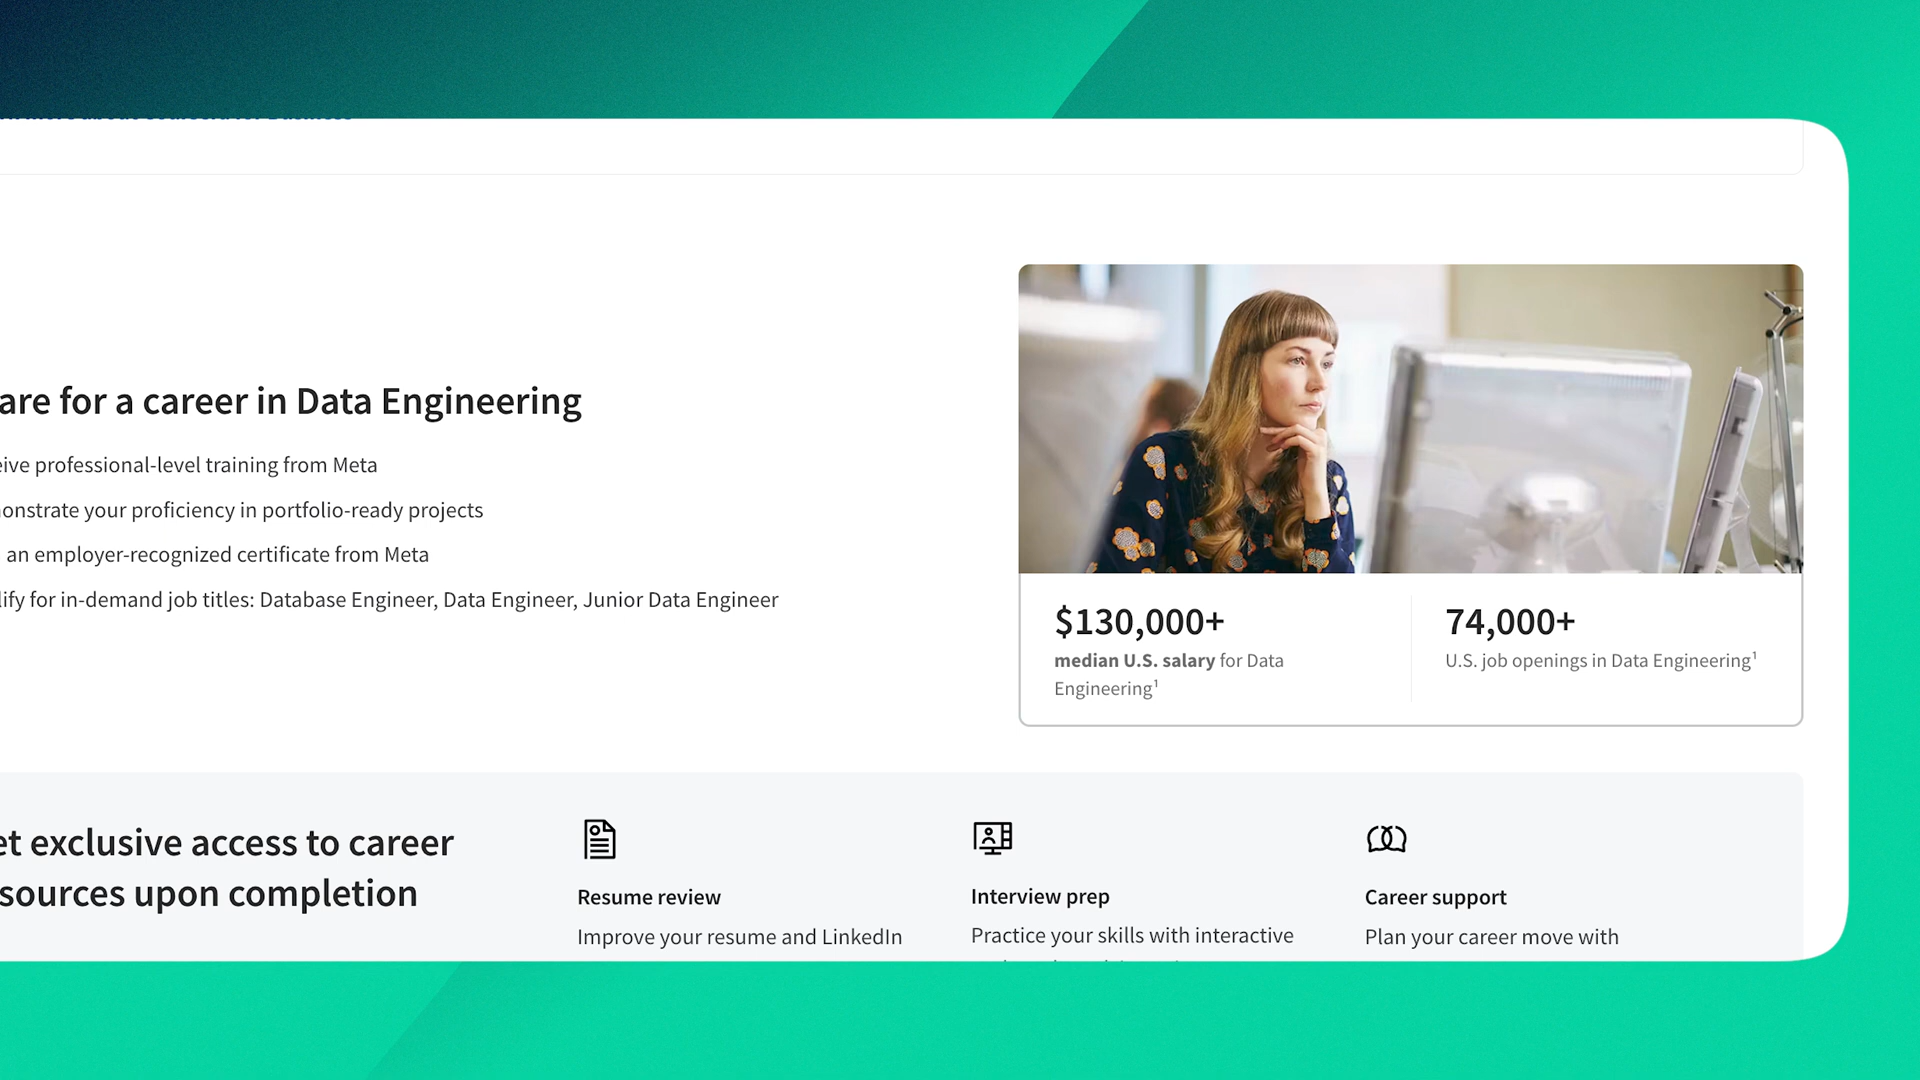 are for a career in Data Engineering
professional-level training from Meta
your proficiency in portfolio-ready projects
an employer-recognized certificate from Meta
for in-demand job titles: Database Engineer, Data Engineer, Junior Data Engineer
$130,000+
median U.S. salary for Data
Engineering¹
74,000+
U.S. job openings in Data Engineering¹
exclusive access to career
sources upon completion
Resume review
Improve your resume and LinkedIn
Interview prep
Practice your skills with interactive
Career support
Plan your career move with